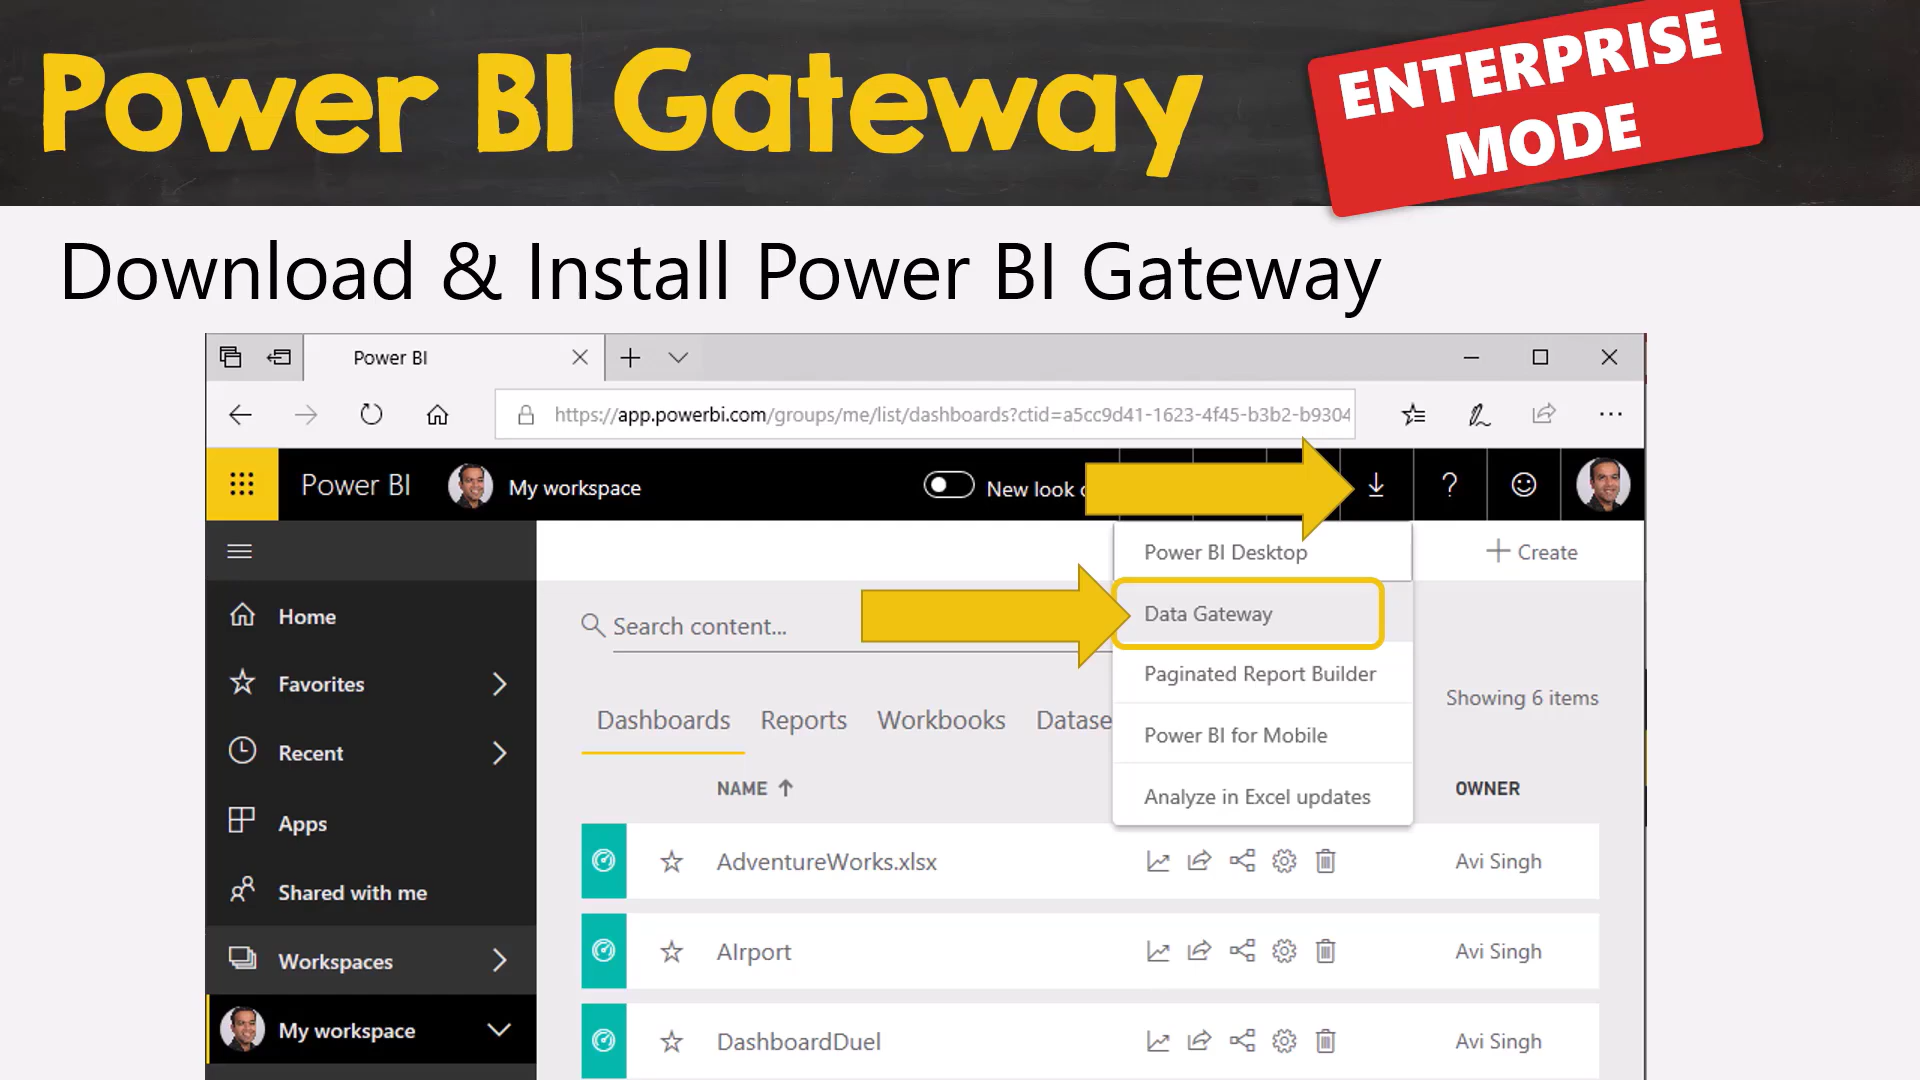 Power BI Gateway
ENTERPRISE
MODE
Download & Install Power BI Gateway
Power BI
https://app.powerbi.com/groups/me/list/dashboards?ctid=a5cc9d41-1623-4f45-b3b2-b9304
Power BI
My workspace
New look
?
Power BI Desktop
Create
Home
Search content...
Data Gateway
Favorites
Paginated Report Builder
Showing 6 items
Dashboards Reports Workbooks Datase
Power BI for Mobile
Recent
NAME
Analyze in Excel updates
OWNER
Apps
AdventureWorks.xlsx
Avi Singh
Shared with me
AIrport
Avi Singh
Workspaces
My workspace
DashboardDuel
Avi Singh